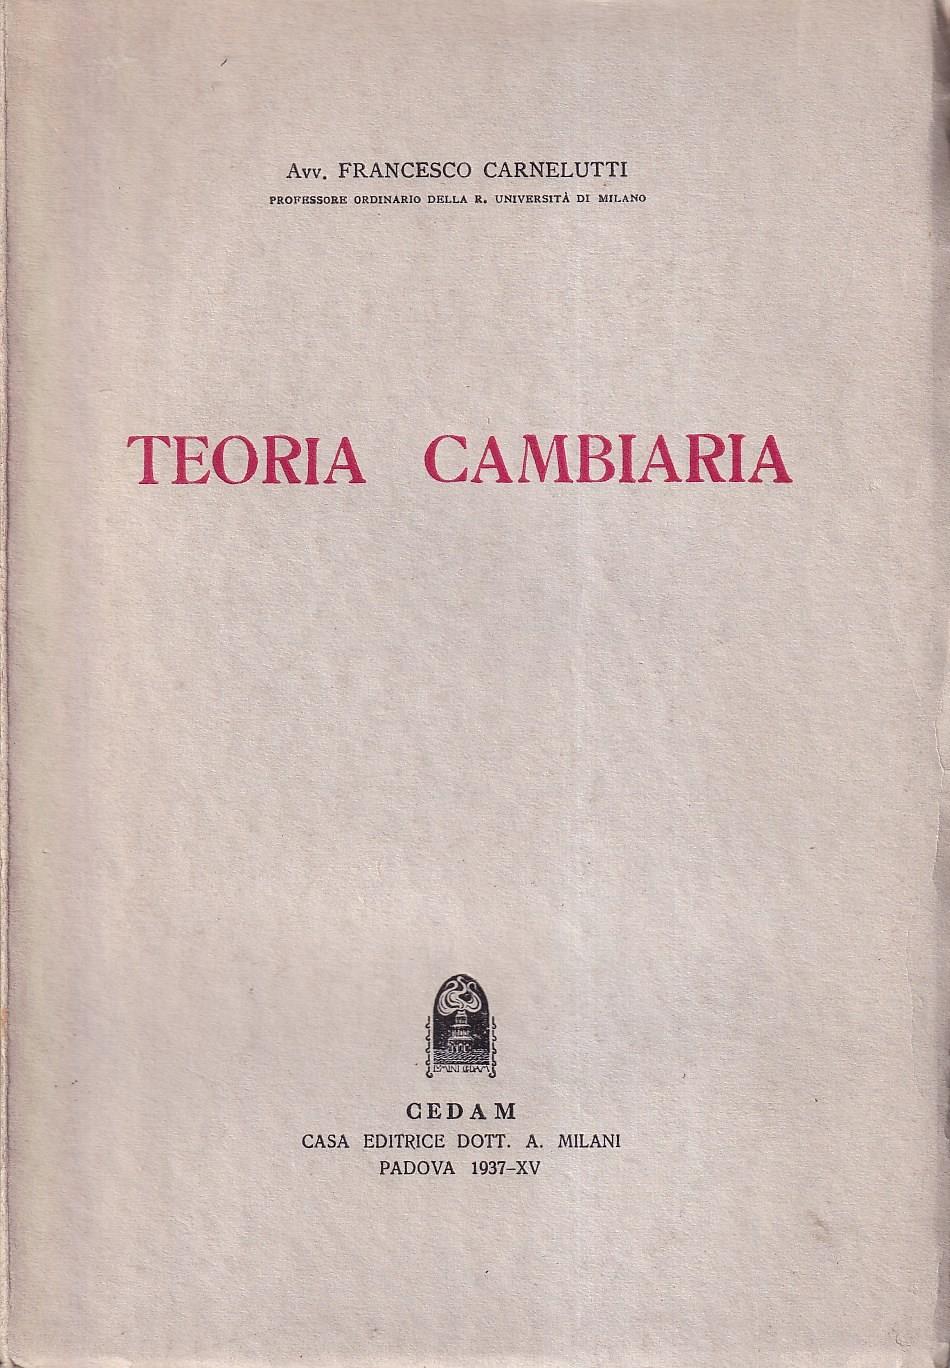 Avv. FRANCESCO CARNELUTTI
PROFESSORE ORDINARIO DELLA R. UNIVERSITÀ DI MILANO
TEORIA CAMBIARIA
CEDAM
CASA EDITRICE DOTT. A. MILANI
PADOVA 1937-XV